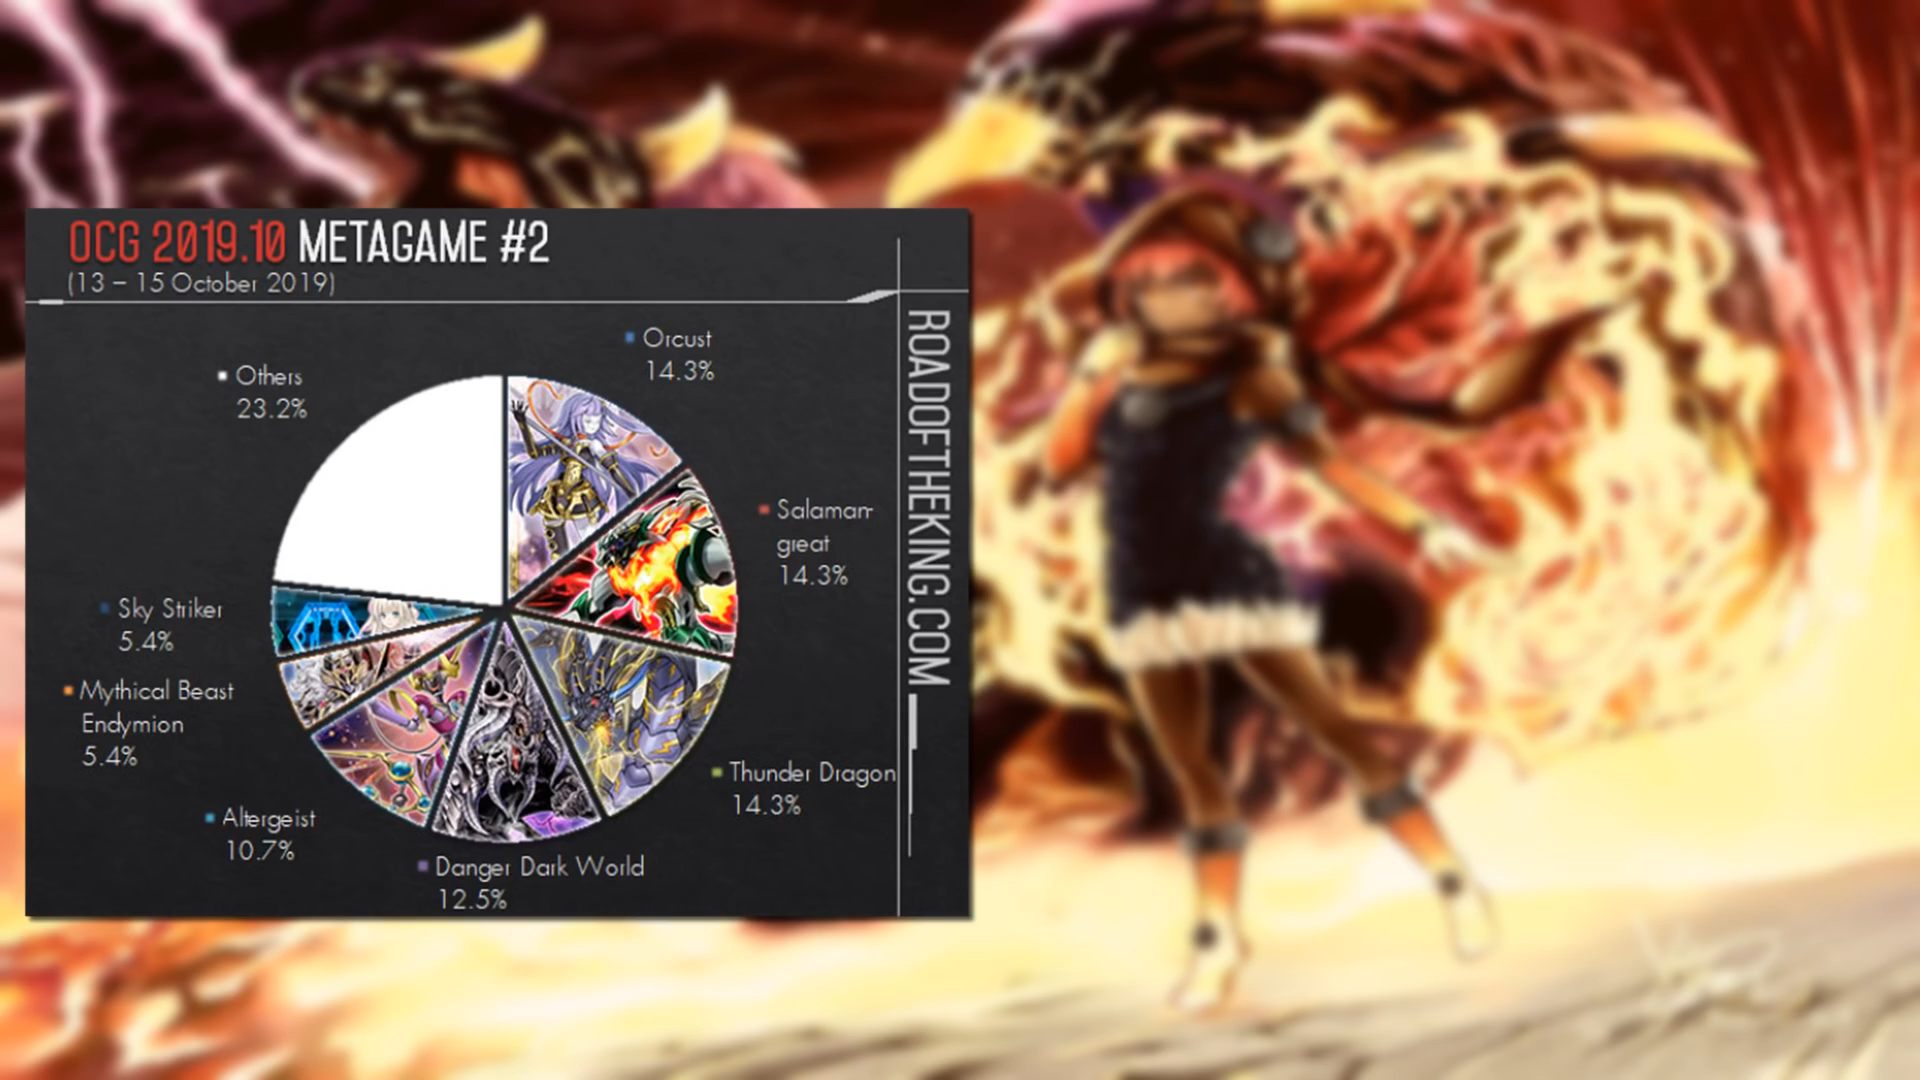 OCG 2019.10 METAGAME #2
(13 – 15 October 2019)
Orcust
14.3%
Others
23.2%
Salaman-
great
14.3%
Sky Striker
5.4%
Mythical Beast
Endymion
5.4%
Thunder Dragon
14.3%
Altergeist
10.7%
Danger Dark World
12.5%
ROADOFTHEKING.COM